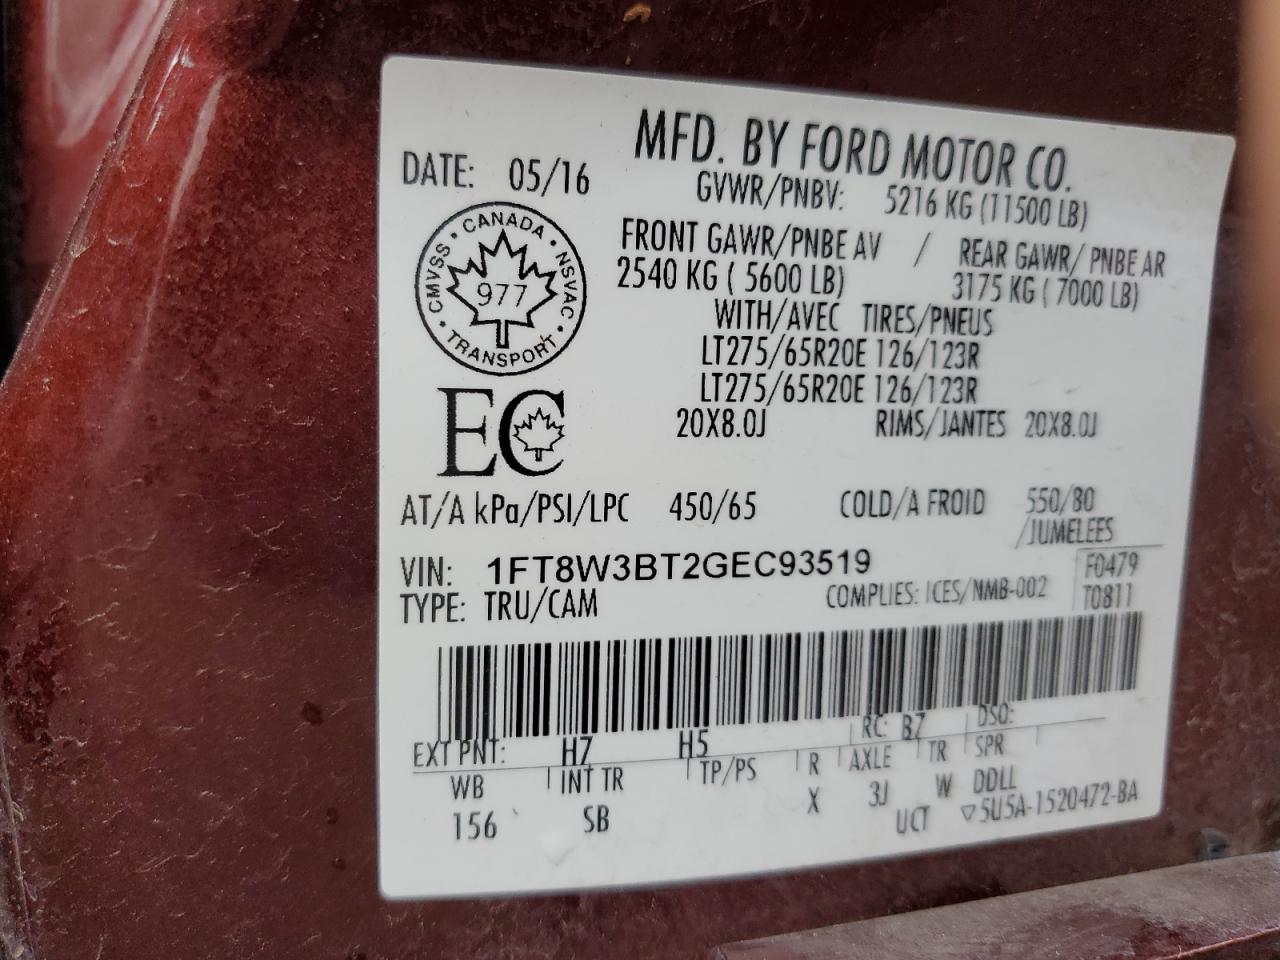 MFD. BY FORD MOTOR CO.
DATE: 05/16
GVWR/PNBV: 5216 KG (11500 LB)
FRONT GAWR/PNBE AV / REAR GAWR/ PNBE AR
2540 KG ( 5600 LB) 3175 KG ( 7000 LB)
WITH/AVEC TIRES/PNEUS
LT275/65R20E 126/123R
LT275/65R20E 126/123R
20X8.0J RIMS/JANTES 20X8.0J
CANADA · NSVAC · TRANSPORT · CMVSS ·
977
EC
AT/A kPa/PSI/LPC 450/65 COLD/A FROID 550/80
/JUMELEES
VIN: 1FT8W3BT2GEC93519 F0479
TYPE: TRU/CAM COMPLIES: ICES/NMB-002 T0811
EXT PNT: H7 H5 RC: B7 DSO:
WB INT TR TP/PS R AXLE TR SPR
156 SB X 3J W DDLL
UCT ▽5U5A-1520472-BA